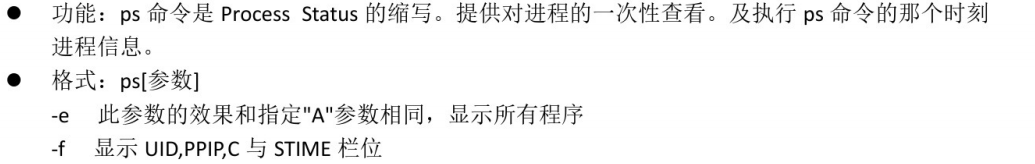 ● 功能：ps 命令是 Process Status 的缩写。提供对进程的一次性查看。及执行 ps 命令的那个时刻
进程信息。
● 格式：ps[参数]
-e 此参数的效果和指定"A"参数相同，显示所有程序
-f 显示 UID,PPIP,C 与 STIME 栏位